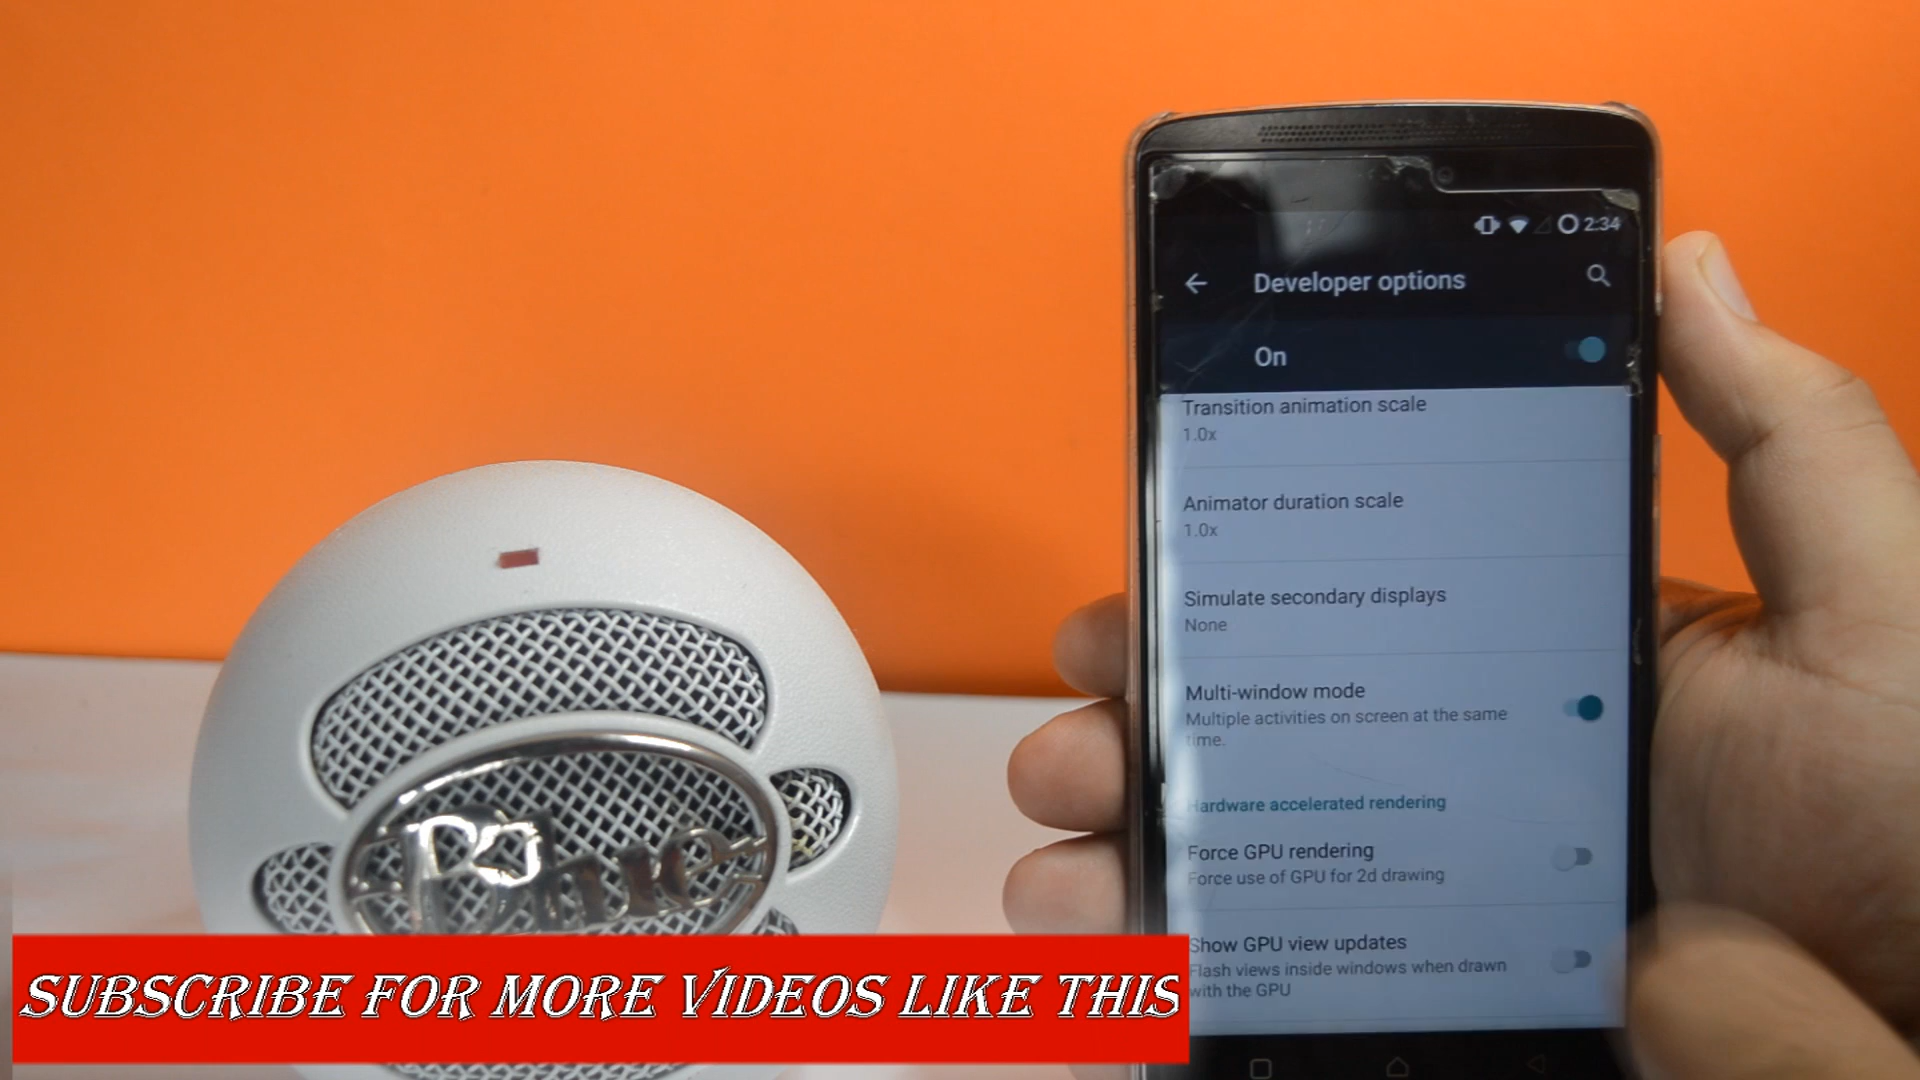 2:34
Developer options
On
Transition animation scale
1.0x
Animator duration scale
1.0x
Simulate secondary displays
None
Multi-window mode
Multiple activities on screen at the same
time.
Hardware accelerated rendering
Force GPU rendering
Force use of GPU for 2d drawing
Show GPU view updates
Flash views inside windows when drawn
with the GPU
Blue
SUBSCRIBE FOR MORE VIDEOS LIKE THIS